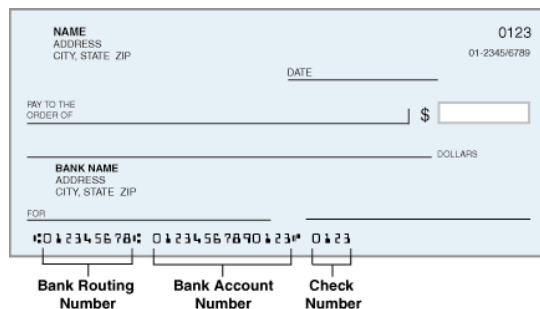 NAME
ADDRESS
CITY, STATE ZIP
0123
01-2345/6789
DATE
PAY TO THE
ORDER OF
$
DOLLARS
BANK NAME
ADDRESS
CITY, STATE ZIP
FOR
⑆012345678⑆ 01234567890123⑈ 0123
Bank Routing Number
Bank Account Number
Check Number